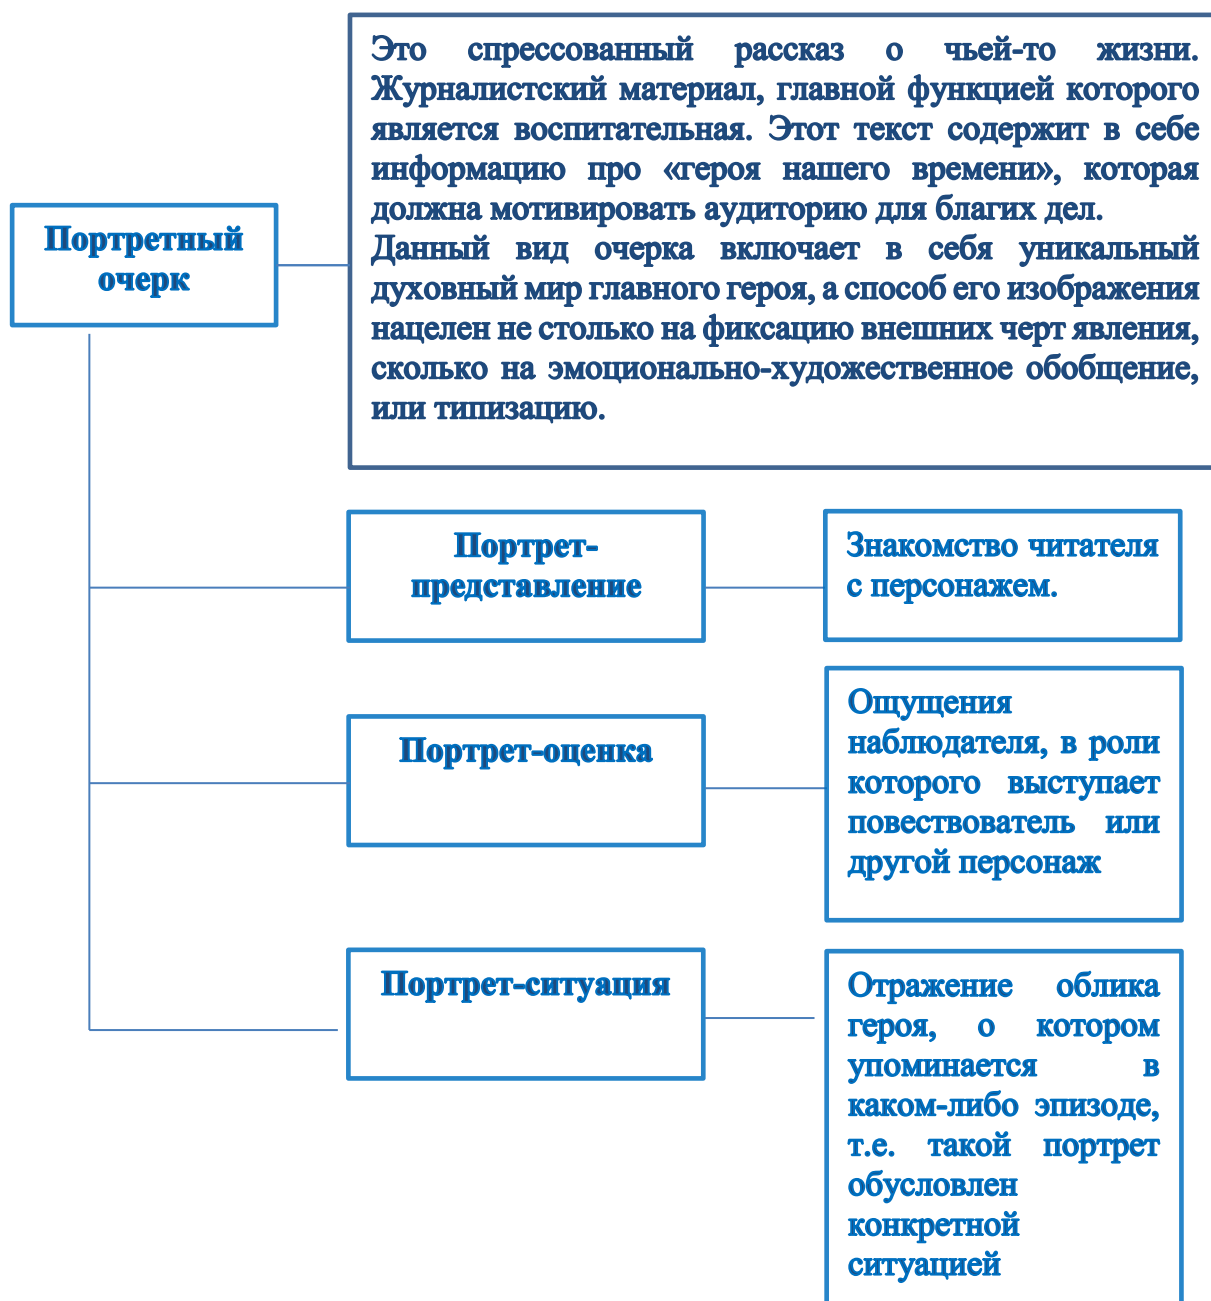 Это спрессованный рассказ о чьей-то жизни.
Журналистский материал, главной функцией которого
является воспитательная. Этот текст содержит в себе
информацию про «героя нашего времени», которая
должна мотивировать аудиторию для благих дел.
Данный вид очерка включает в себя уникальный
духовный мир главного героя, а способ его изображения
нацелен не столько на фиксацию внешних черт явления,
сколько на эмоционально-художественное обобщение,
или типизацию.
Портретный
очерк
Портрет-
представление
Знакомство читателя
с персонажем.
Портрет-оценка
Ощущения
наблюдателя, в роли
которого выступает
повествователь или
другой персонаж
Портрет-ситуация
Отражение облика
героя, о котором
упоминается в
каком-либо эпизоде,
т.е. такой портрет
обусловлен
конкретной
ситуацией